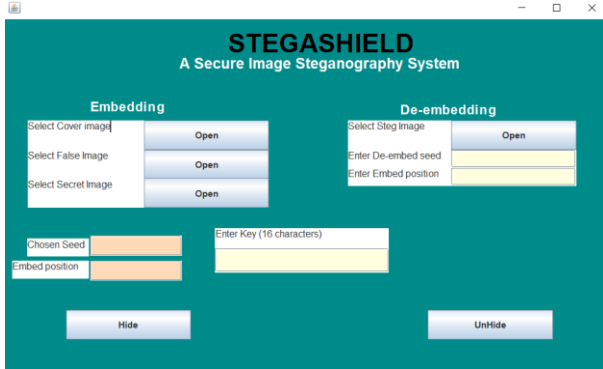 STEGASHIELD
A Secure Image Steganography System
Embedding
Select Cover image
Open
Select False Image
Open
Select Secret Image
Open
De-embedding
Select Steg Image
Open
Enter De-embed seed
Enter Embed position
Chosen Seed
Embed position
Enter Key (16 characters)
Hide
UnHide